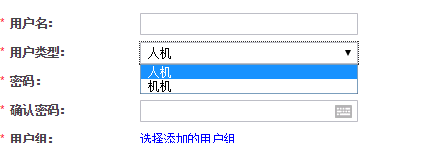 * 用户名：
* 用户类型： 人机
人机
* 密码： 机机
* 确认密码：
* 用户组： 选择添加的用户组